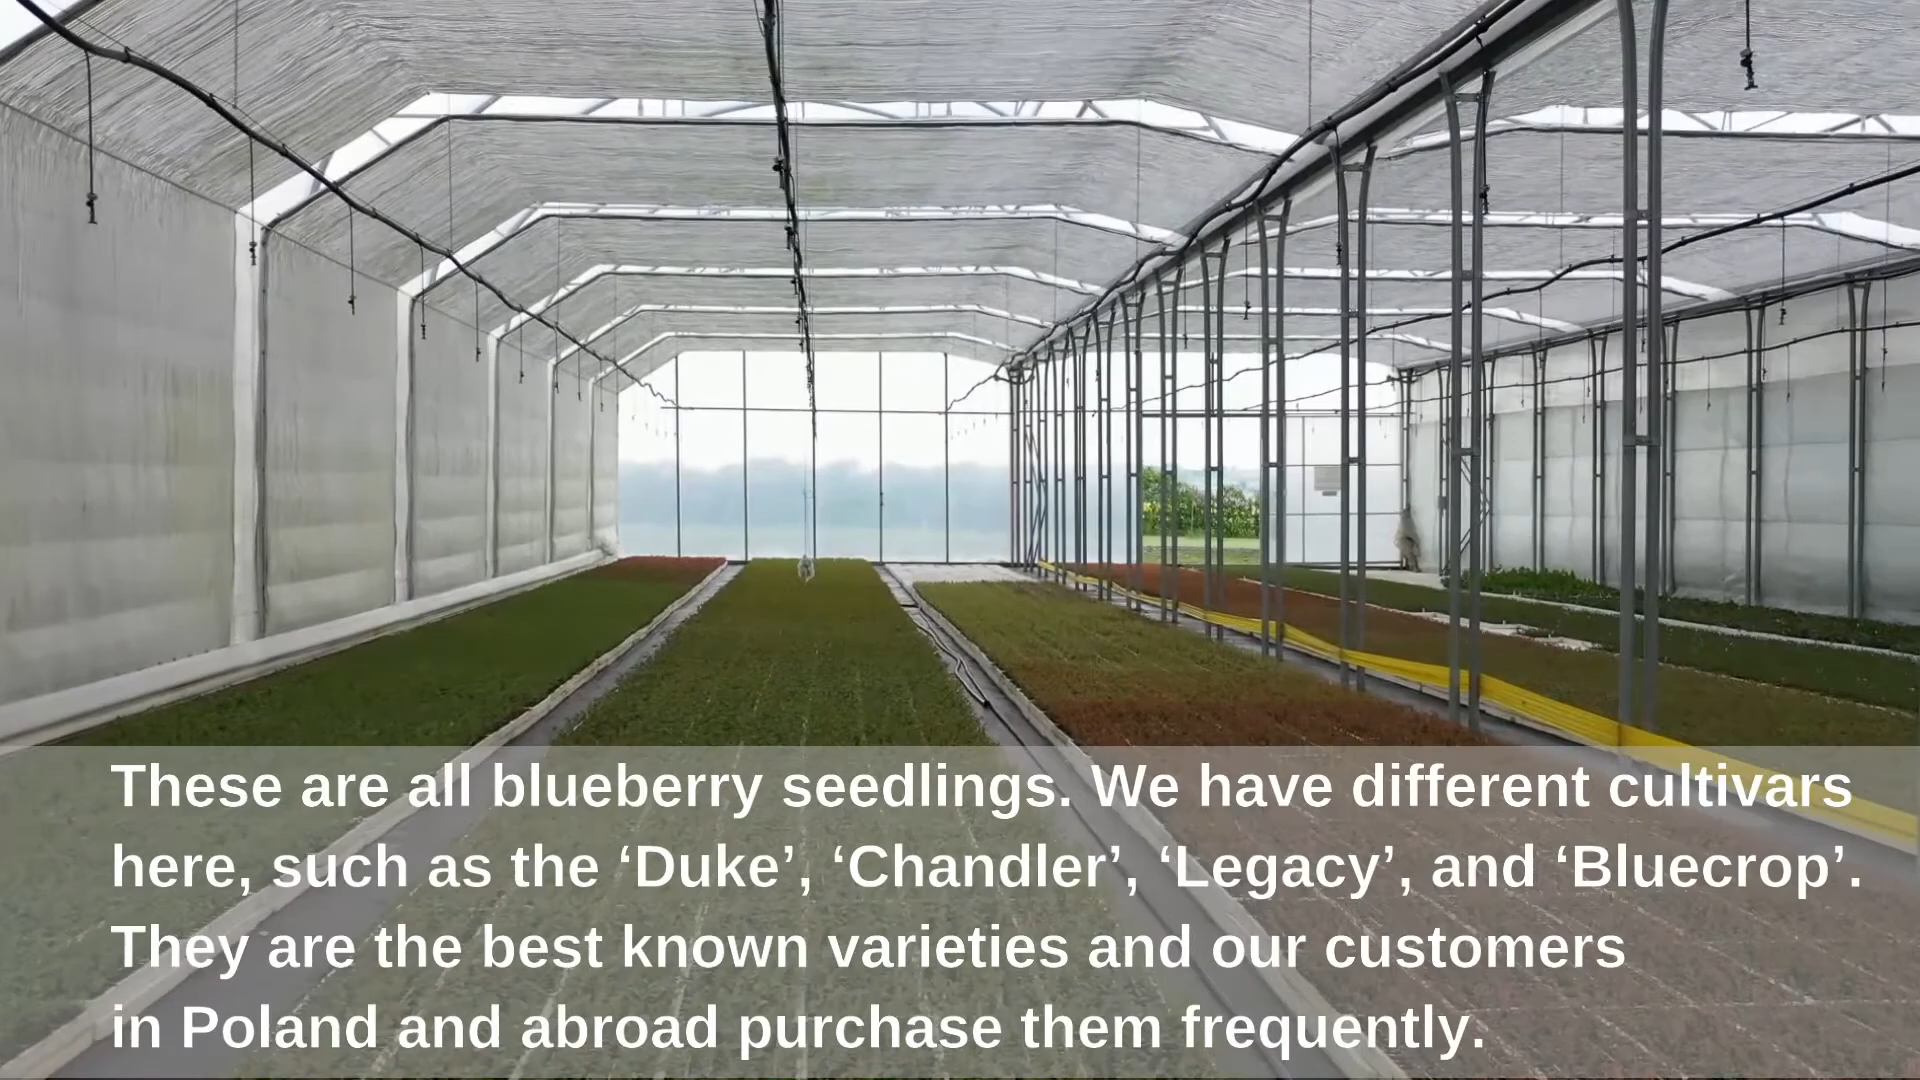 These are all blueberry seedlings. We have different cultivars
here, such as the ‘Duke’, ‘Chandler’, ‘Legacy’, and ‘Bluecrop’.
They are the best known varieties and our customers
in Poland and abroad purchase them frequently.